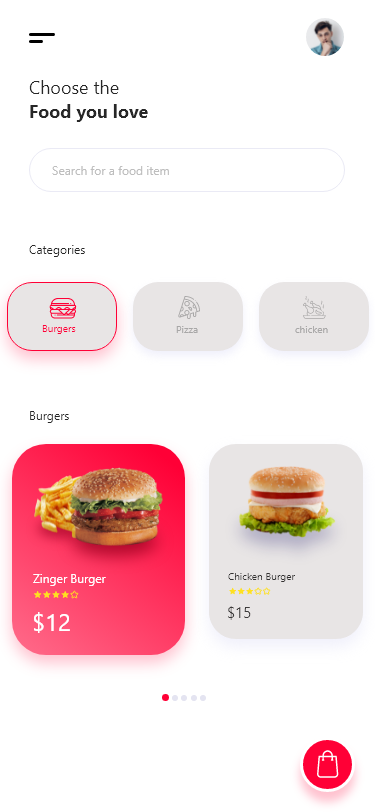 Choose the
Food you love
Search for a food item
Categories
Burgers
Pizza
chicken
Burgers
Zinger Burger
$12
Chicken Burger
$15